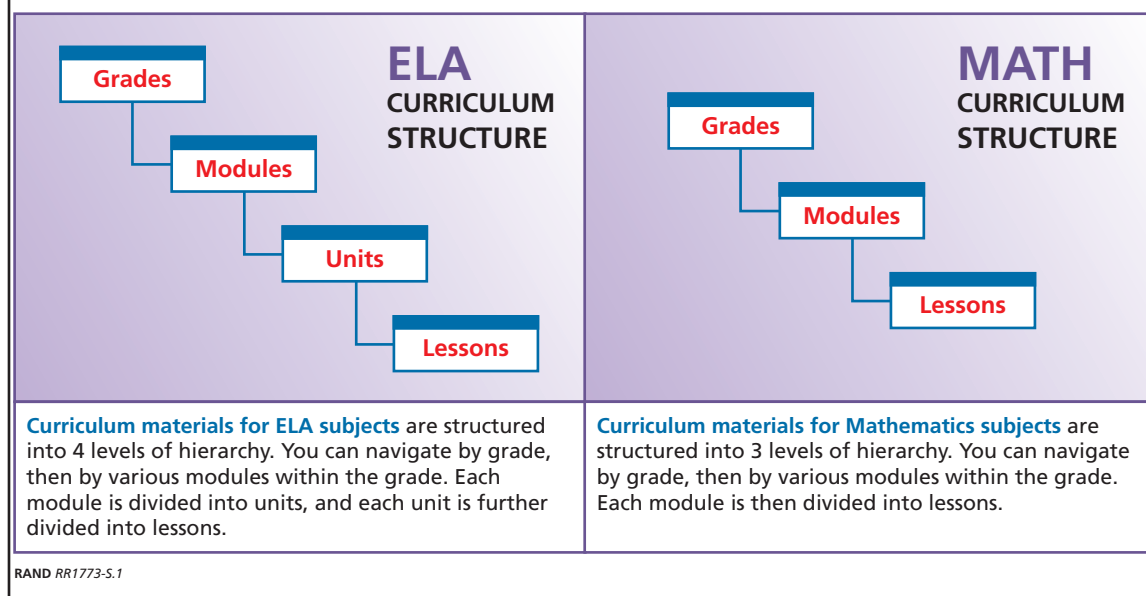 ELA
CURRICULUM
STRUCTURE
Grades
Modules
Units
Lessons
MATH
CURRICULUM
STRUCTURE
Grades
Modules
Lessons
Curriculum materials for ELA subjects are structured
into 4 levels of hierarchy. You can navigate by grade,
then by various modules within the grade. Each
module is divided into units, and each unit is further
divided into lessons.
Curriculum materials for Mathematics subjects are
structured into 3 levels of hierarchy. You can navigate
by grade, then by various modules within the grade.
Each module is then divided into lessons.
RAND RR1773-S.1